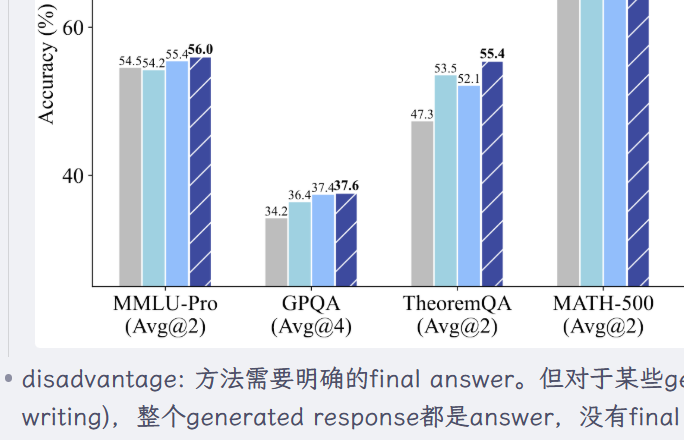 Accuracy (%)
60
54.5 54.2 55.4 56.0
53.5 52.1 55.4
47.3
40
34.2 36.4 37.4 37.6
MMLU-Pro GPQA TheoremQA MATH-500
(Avg@2) (Avg@4) (Avg@2) (Avg@2)
disadvantage: 方法需要明确的final answer。但对于某些ge
writing)，整个generated response都是answer，没有final